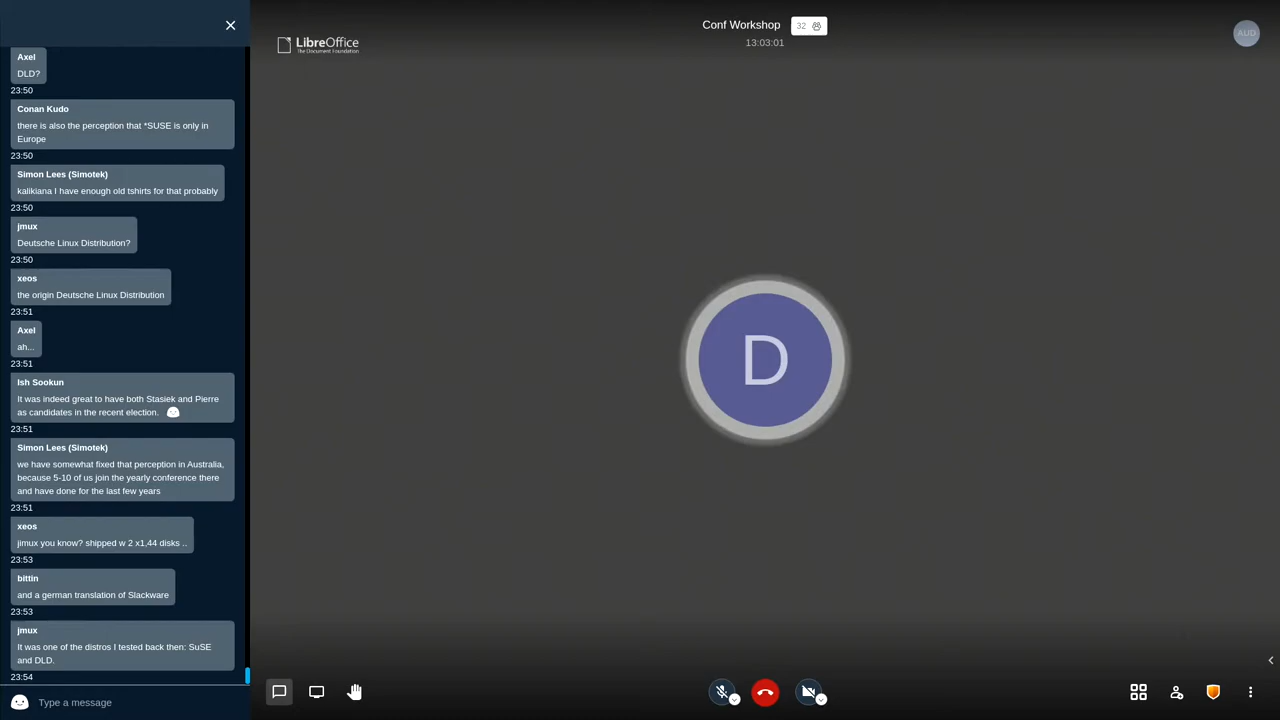 Axel
DLD?
23:50
Conan Kudo
there is also the perception that *SUSE is only in
Europe
23:50
Simon Lees (Simotek)
kalikiana I have enough old tshirts for that probably
23:50
jmux
Deutsche Linux Distribution?
23:50
xeos
the origin Deutsche Linux Distribution
23:51
Axel
ah...
23:51
Ish Sookun
It was indeed great to have both Stasiek and Pierre
as candidates in the recent election.
23:51
Simon Lees (Simotek)
we have somewhat fixed that perception in Australia,
because 5-10 of us join the yearly conference there
and have done for the last few years
23:51
xeos
jimux you know? shipped w 2 x1,44 disks ..
23:53
bittin
and a german translation of Slackware
23:53
jmux
It was one of the distros I tested back then: SuSE
and DLD.
23:54
Type a message
LibreOffice
The Document Foundation
Conf Workshop 32
13:03:01
AUD
D